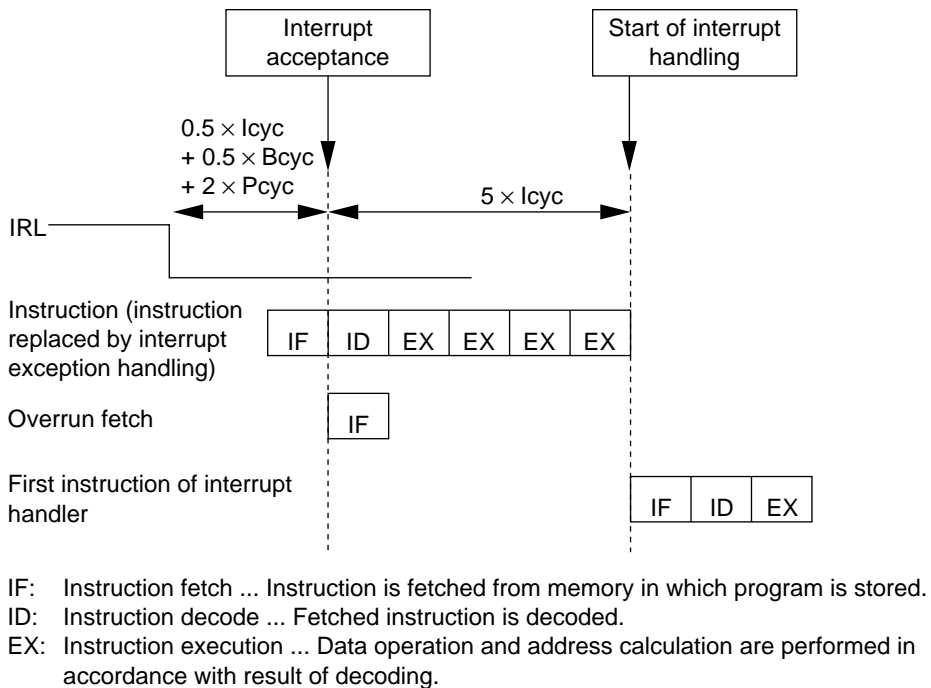 Interrupt
acceptance
Start of interrupt
handling
0.5 × Icyc
+ 0.5 × Bcyc
+ 2 × Pcyc
5 × Icyc
IRL
Instruction (instruction
replaced by interrupt
exception handling)
IF ID EX EX EX EX
Overrun fetch
IF
First instruction of interrupt
handler
IF ID EX
IF: Instruction fetch ... Instruction is fetched from memory in which program is stored.
ID: Instruction decode ... Fetched instruction is decoded.
EX: Instruction execution ... Data operation and address calculation are performed in
accordance with result of decoding.